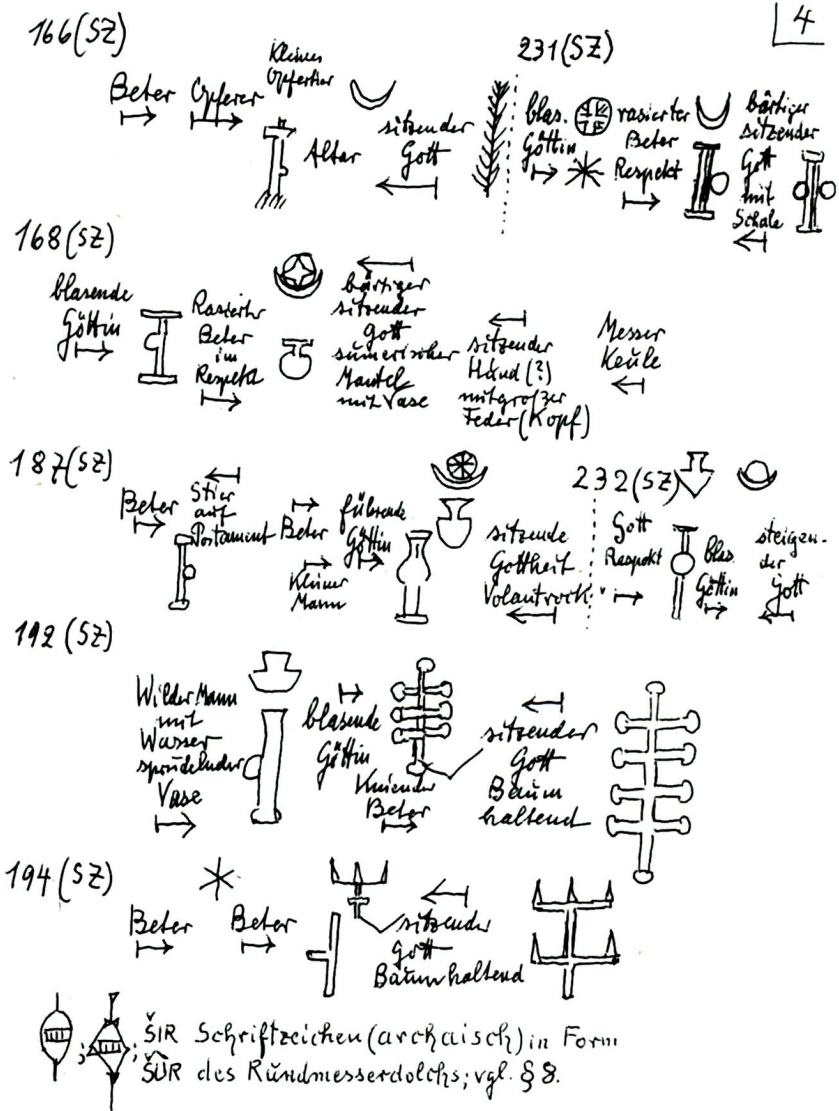 4
166(SZ)
Beter
Opferer
Kleines
Opfertier
Altar
sitzender
Gott
231(SZ)
blas.
Göttin
rasierter
Beter
Respekt
bärtiger
sitzender
Gott
mit
Schale
168(SZ)
blasende
Göttin
Rasierter
Beter
im
Respekt
bärtiger
sitzender
Gott
sumerischer
Mantel
mit Vase
sitzender
Hund(?)
mit großer
Feder(Kopf)
Messer
Keule
187(SZ)
Beter
Stier
auf
Postament
Beter
Kleiner
Mann
führende
Göttin
sitzende
Gottheit
Volantrock
232(SZ)
Gott
Respekt
blas.
Göttin
steigen-
der
Gott
192(SZ)
Wilder Mann
mit
Wasser
sprudelnder
Vase
blasende
Göttin
Kniender
Beter
sitzender
Gott
Baum
haltend
194(SZ)
Beter
Beter
sitzender
Gott
Baum haltend
ŠIR Schriftzeichen(archaisch) in Form
ŠUR des Rundmesserdolchs; vgl. § 8.